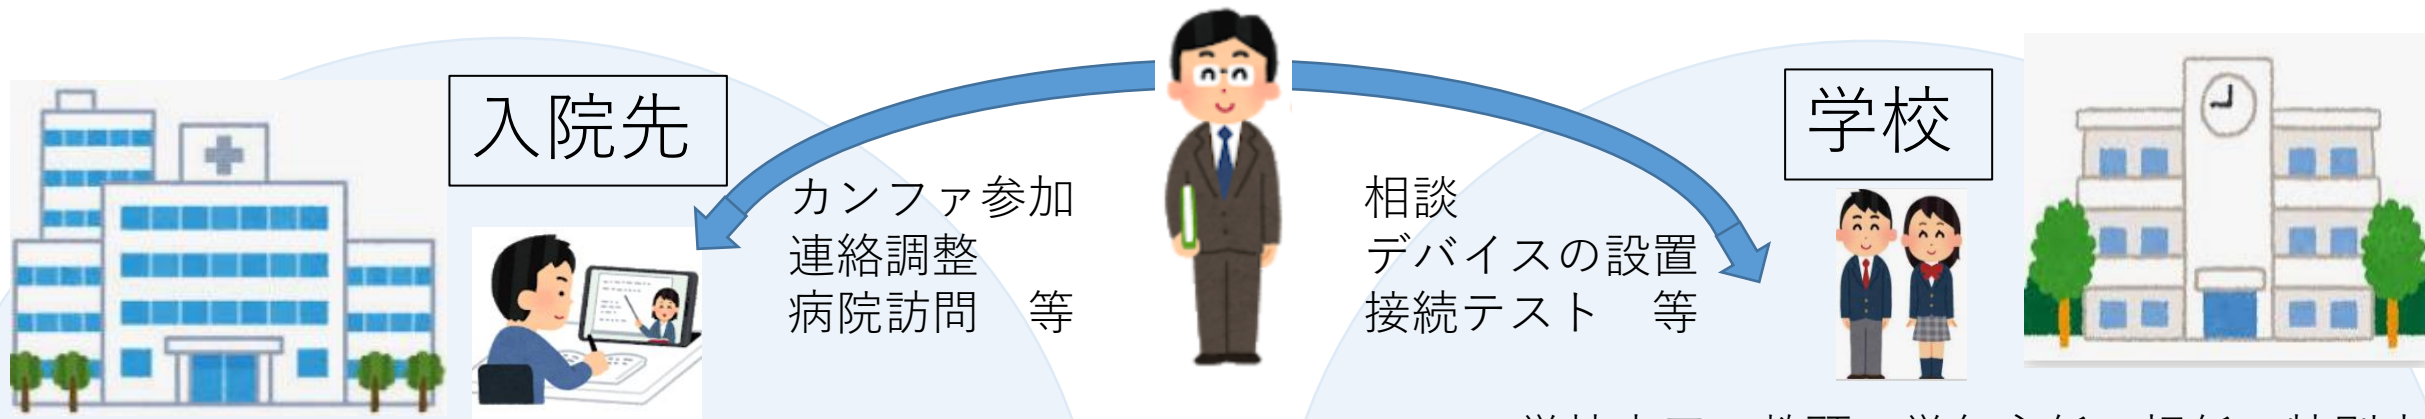 入院先
カンファ参加
連絡調整
病院訪問　等
相談
デバイスの設置
接続テスト　等
学校